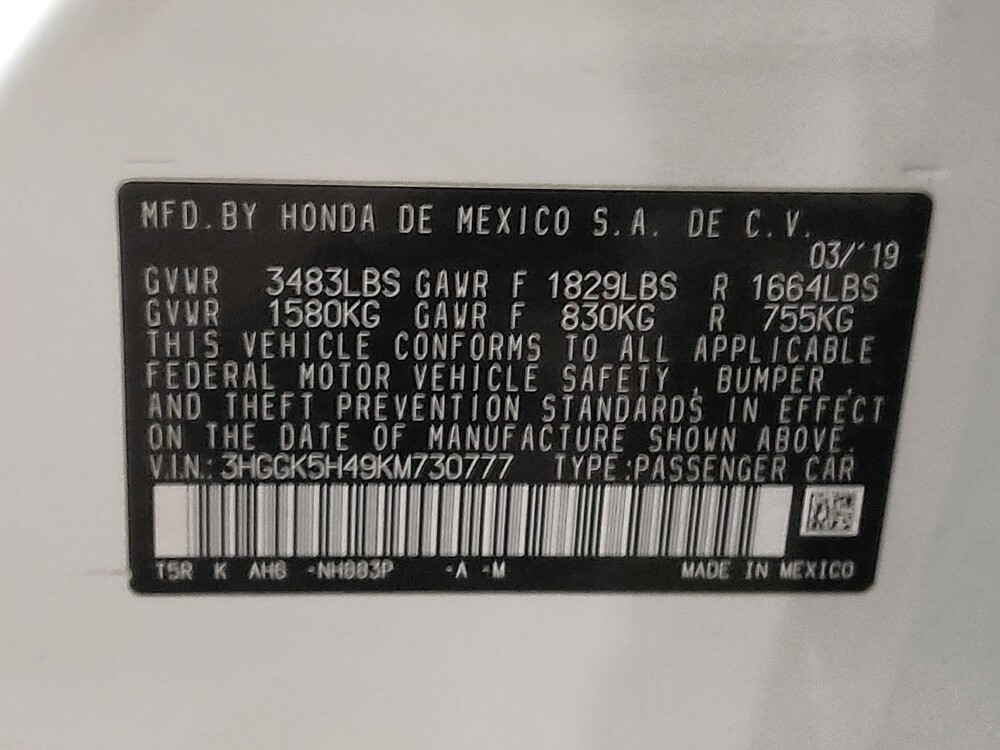 MFD. BY HONDA DE MEXICO S.A. DE C.V.
03/'19
GVWR 3483LBS GAWR F 1829LBS R 1664LBS
GVWR 1580KG GAWR F 830KG R 755KG
THIS VEHICLE CONFORMS TO ALL APPLICABLE
FEDERAL MOTOR VEHICLE SAFETY , BUMPER ,
AND THEFT PREVENTION STANDARDS IN EFFECT
ON THE DATE OF MANUFACTURE SHOWN ABOVE.
V.I.N.: 3HGGK5H49KM730777 TYPE:PASSENGER CAR
T5R K AH6 -NH883P -A -M MADE IN MEXICO